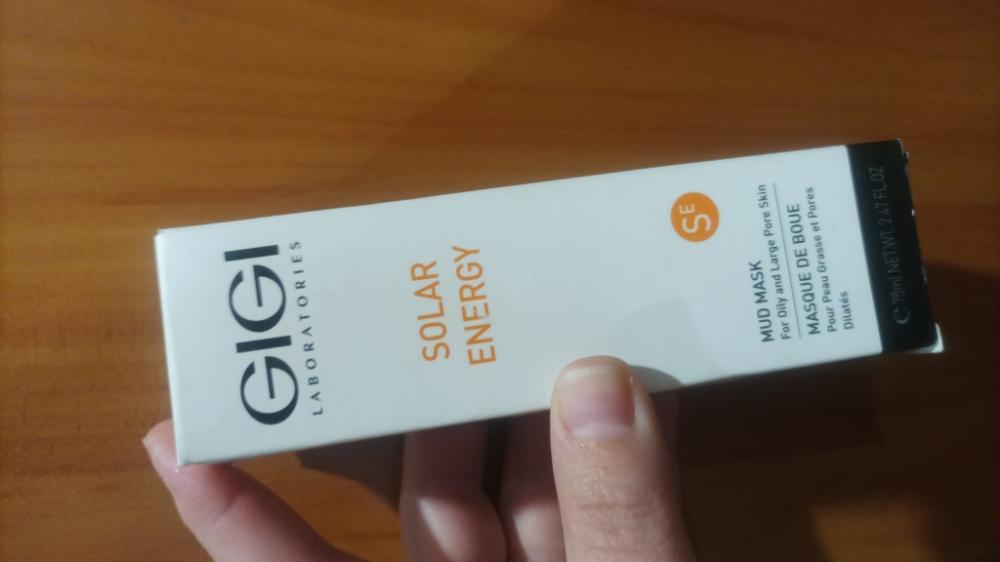 GIGI
LABORATORIES
SOLAR
ENERGY
SE
MUD MASK
For Oily and Large Pore Skin
MASQUE DE BOUE
Pour Peau Grasse et Pores
Dilatés
e 75ml NET WT. 2.47 FL.OZ